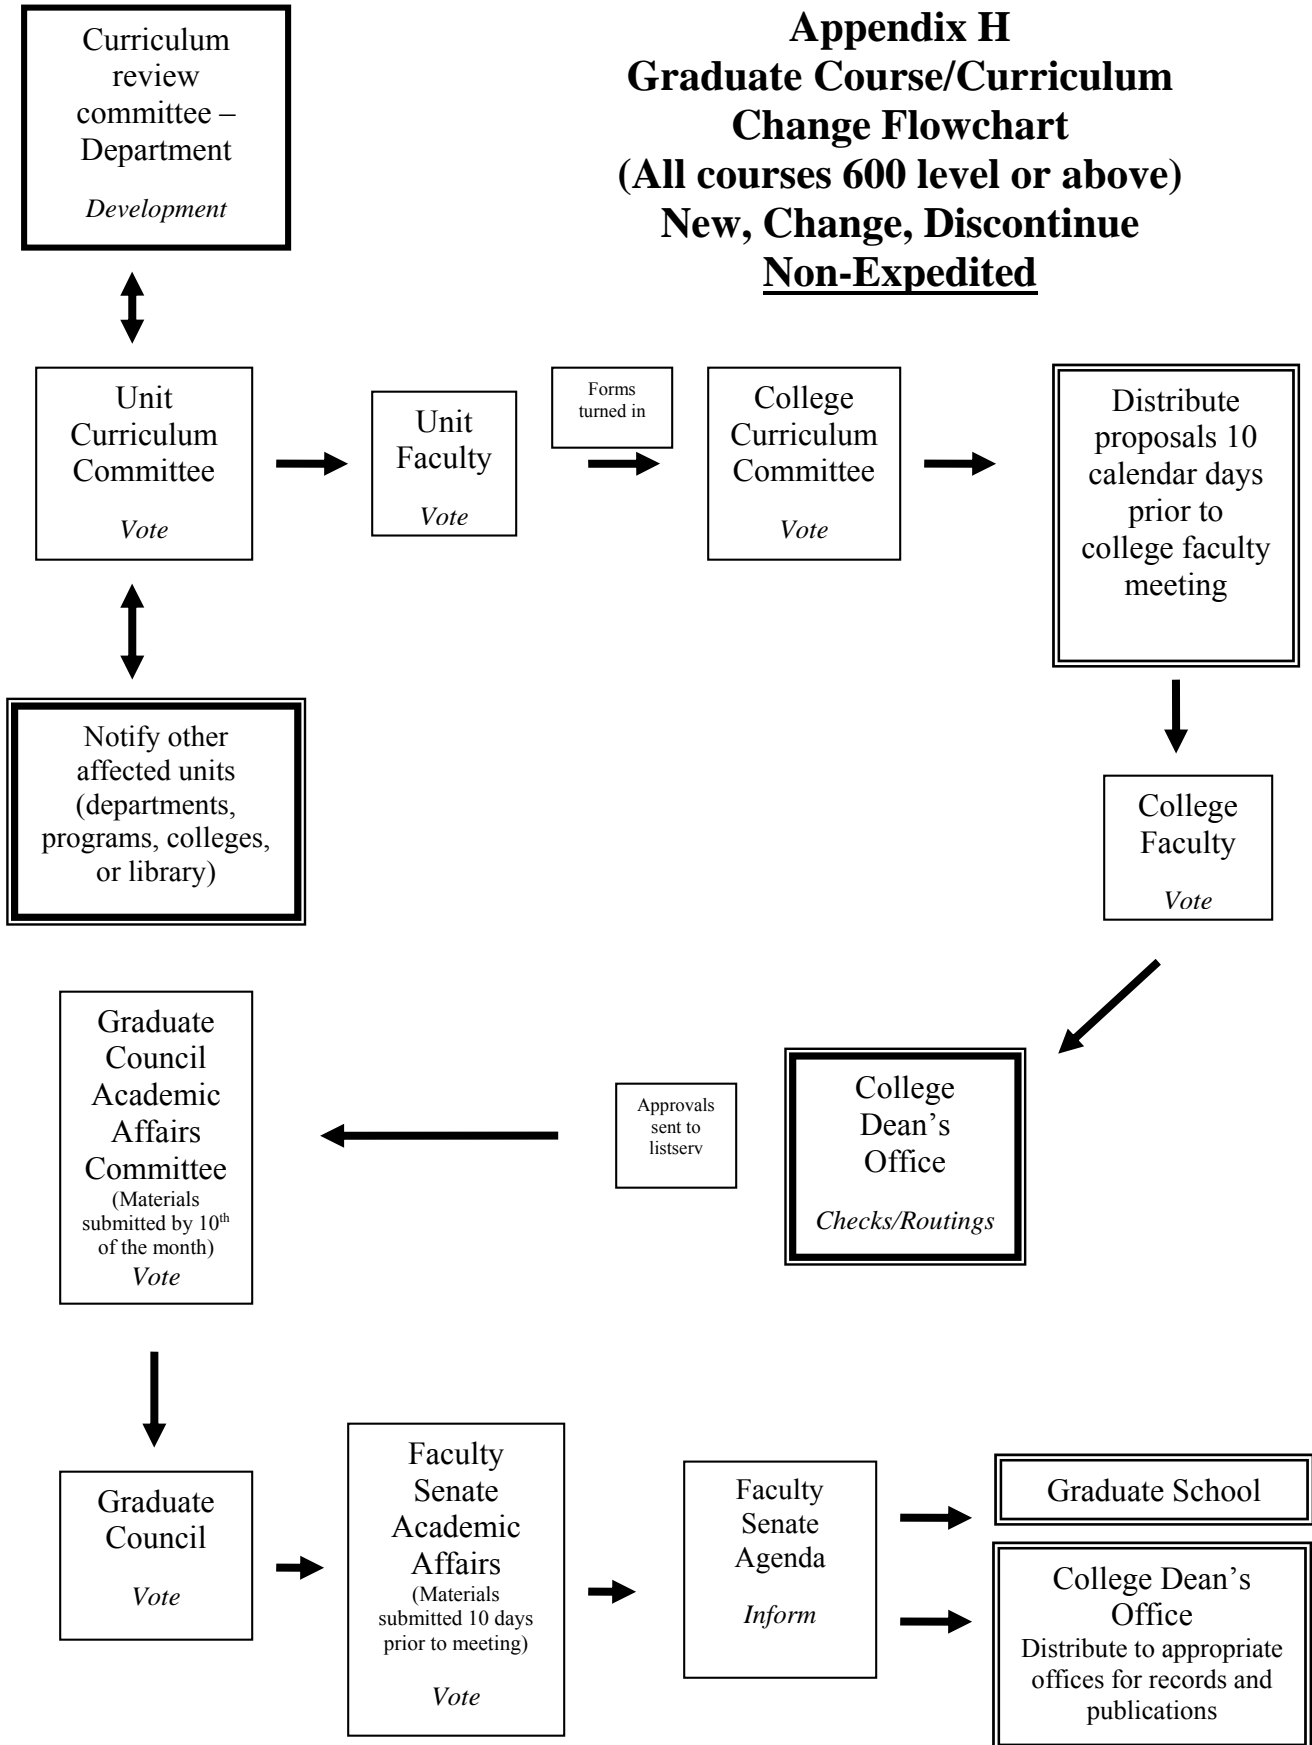 Appendix H
Graduate Course/Curriculum
Change Flowchart
(All courses 600 level or above)
New, Change, Discontinue
Non-Expedited
Curriculum
review
committee –
Department
Development
Unit
Curriculum
Committee
Vote
Unit
Faculty
Vote
Forms
turned in
College
Curriculum
Committee
Vote
Distribute
proposals 10
calendar days
prior to
college faculty
meeting
Notify other
affected units
(departments,
programs, colleges,
or library)
College
Faculty
Vote
College
Dean's
Office
Checks/Routings
Approvals
sent to
listserv
Graduate
Council
Academic
Affairs
Committee
(Materials
submitted by 10th
of the month)
Vote
Graduate
Council
Vote
Faculty
Senate
Academic
Affairs
(Materials
submitted 10 days
prior to meeting)
Vote
Faculty
Senate
Agenda
Inform
Graduate School
College Dean's
Office
Distribute to appropriate
offices for records and
publications